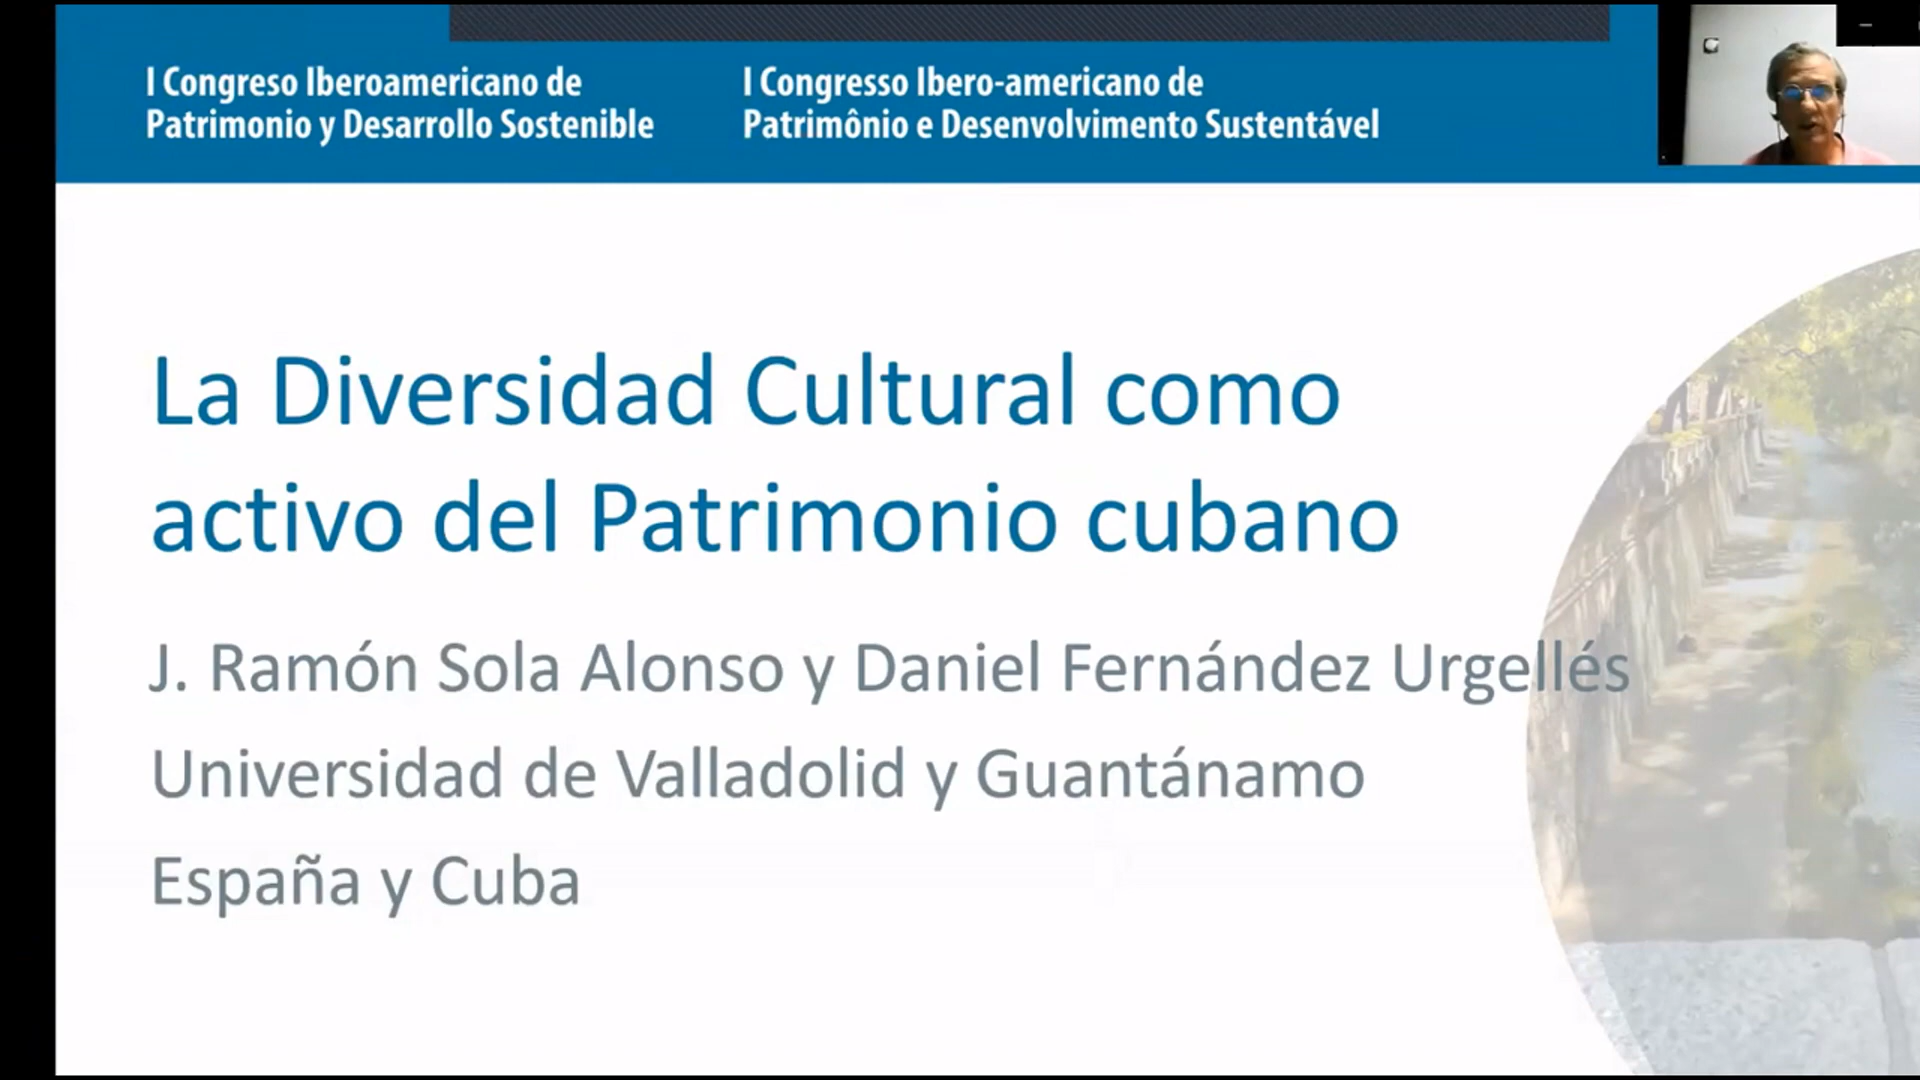 I Congreso Iberoamericano de
Patrimonio y Desarrollo Sostenible
I Congresso Ibero-americano de
Patrimônio e Desenvolvimento Sustentável
La Diversidad Cultural como
activo del Patrimonio cubano
J. Ramón Sola Alonso y Daniel Fernández Urgellés
Universidad de Valladolid y Guantánamo
España y Cuba